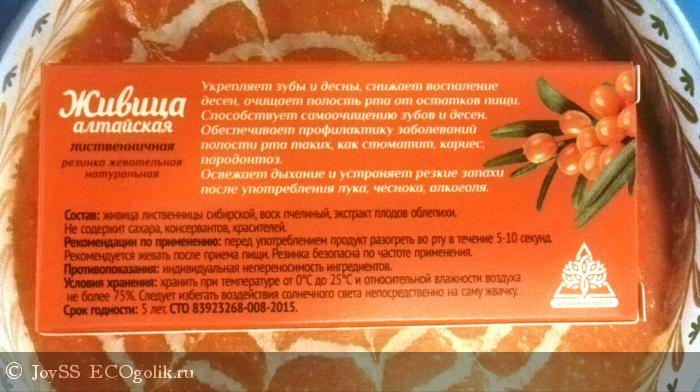 Живица
алтайская
лиственничная
резинка жевательная
натуральная
Укрепляет зубы и десны, снижает воспаление
десен, очищает полость рта от остатков пищи.
Способствует самоочищению зубов и десен.
Обеспечивает профилактику заболеваний
полости рта таких, как стоматит, кариес,
пародонтоз.
Освежает дыхание и устраняет резкие запахи
после употребления лука, чеснока, алкоголя.
Состав: живица лиственницы сибирской, воск пчелиный, экстракт плодов облепихи.
Не содержит сахара, консервантов, красителей.
Рекомендации по применению: перед употреблением продукт разогреть во рту в течение 5-10 секунд.
Рекомендуется жевать после приема пищи. Резинка безопасна по частоте применения.
Противопоказания: индивидуальная непереносимость ингредиентов.
Условия хранения: хранить при температуре от 0°С до 25°С и относительной влажности воздуха
не более 75%. Следует избегать воздействия солнечного света непосредственно на саму жвачку.
Срок годности: 5 лет. СТО 83923268-008-2015.
JoySS ECOgolik.ru